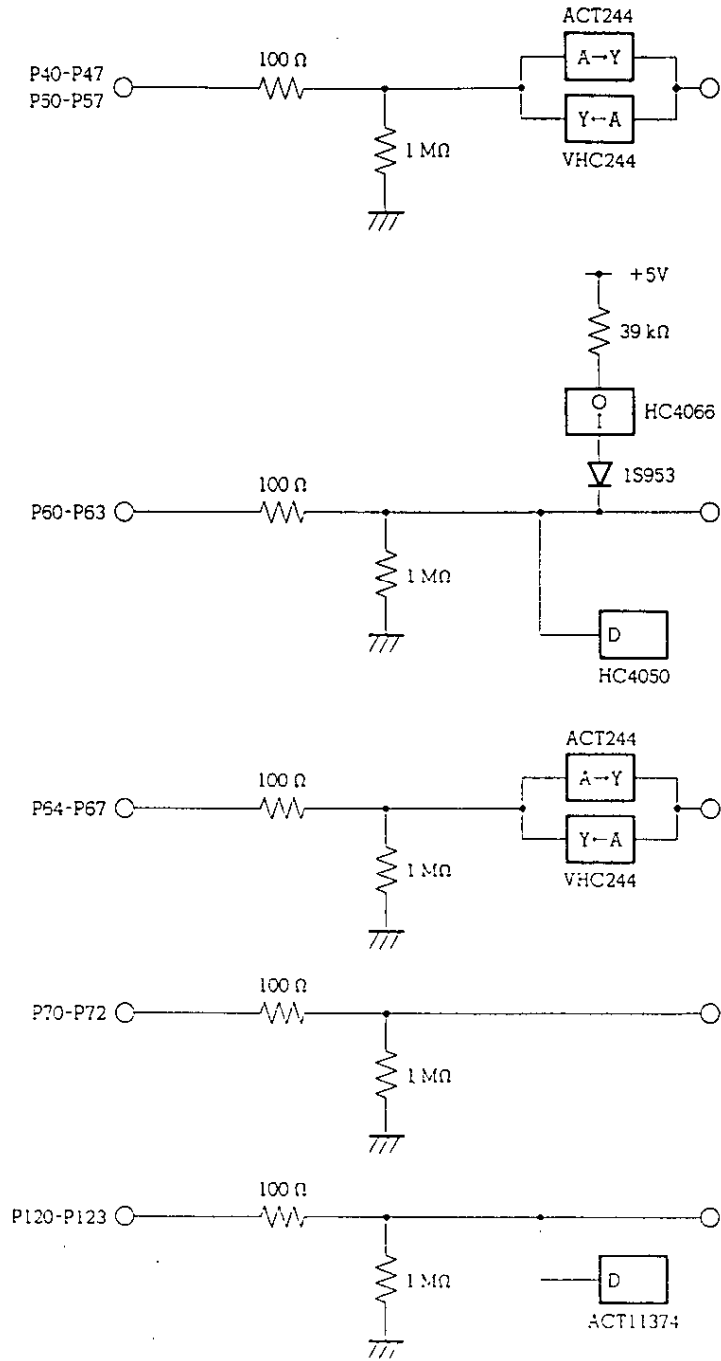 ACT244
100 Ω
P40-P47
P50-P57
A→Y
Y←A
1 MΩ
VHC244
+5V
39 kΩ
HC4066
1S953
100 Ω
P60-P63
1 MΩ
D
HC4050
ACT244
100 Ω
P64-P67
A→Y
Y←A
1 MΩ
VHC244
100 Ω
P70-P72
1 MΩ
100 Ω
P120-P123
1 MΩ
D
ACT11374